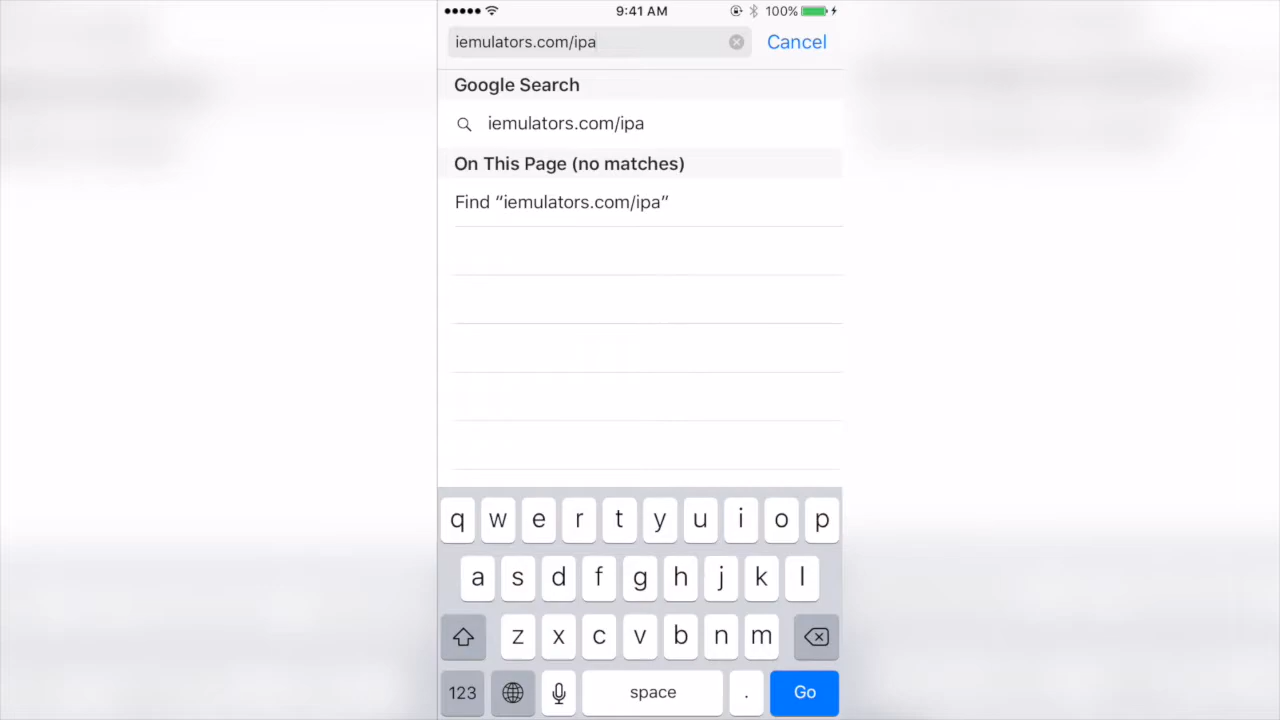 9:41 AM
100%
iemulators.com/ipa
Cancel
Google Search
iemulators.com/ipa
On This Page (no matches)
Find “iemulators.com/ipa”
q w e r t y u i o p
a s d f g h j k l
z x c v b n m
123 space . Go